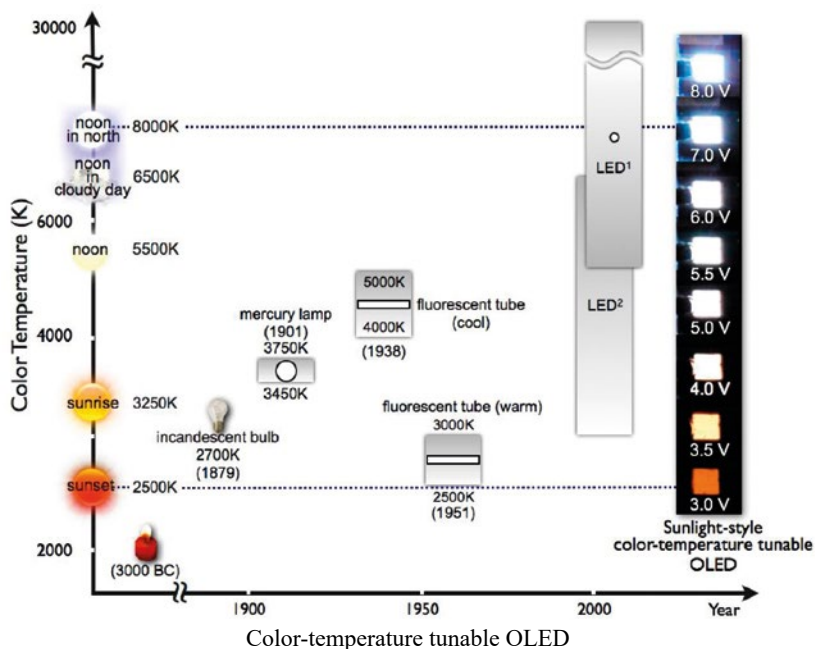 30000
8.0 V
noon
in north
8000K
7.0 V
noon
in
cloudy day
6500K
LED¹
6.0 V
6000
noon
5500K
5.5 V
5000K
fluorescent tube
(cool)
4000K
(1938)
LED²
5.0 V
4000
mercury lamp
(1901)
3750K
3450K
4.0 V
sunrise
3250K
fluorescent tube (warm)
3000K
3.5 V
incandescent bulb
2700K
(1879)
sunset
2500K
2500K
(1951)
3.0 V
Sunlight-style
color-temperature tunable
OLED
2000
(3000 BC)
Color Temperature (K)
1900
1950
2000
Year
Color-temperature tunable OLED